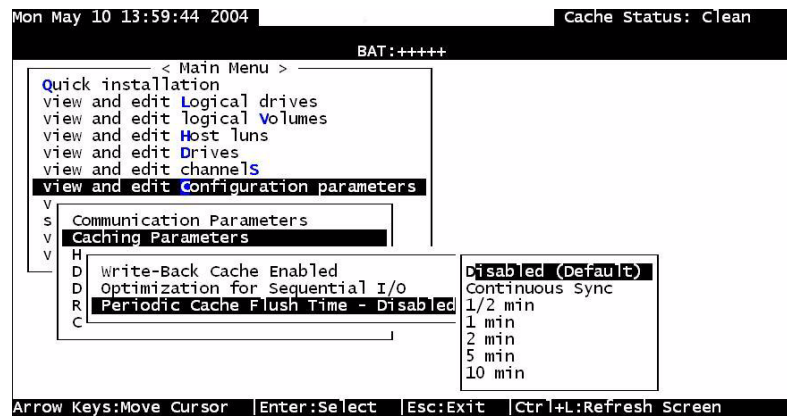 Mon May 10 13:59:44 2004 Cache Status: Clean
BAT:+++++
< Main Menu >
Quick installation
view and edit Logical drives
view and edit logical Volumes
view and edit Host luns
view and edit Drives
view and edit channelS
view and edit Configuration parameters
v
s Communication Parameters
v Caching Parameters
v H
D Write-Back Cache Enabled Disabled (Default)
D Optimization for Sequential I/O Continuous Sync
R Periodic Cache Flush Time - Disabled 1/2 min
C 1 min
2 min
5 min
10 min
Arrow Keys:Move Cursor |Enter:Select |Esc:Exit |Ctrl+L:Refresh Screen